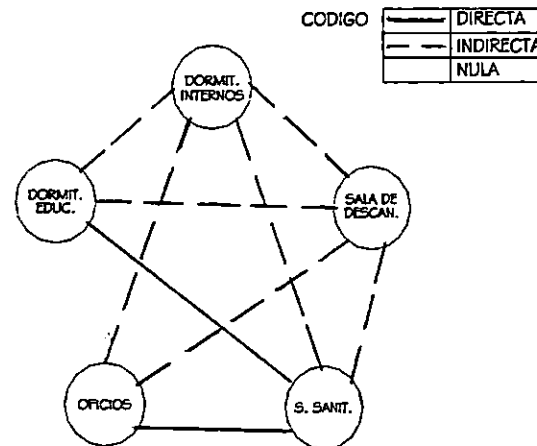 CODIGO
DIRECTA
INDIRECTA
NULA
DORMIT.
INTERNOS
DORMIT.
EDUC.
SALA DE
DESCAN.
OFICIOS
S. SANIT.